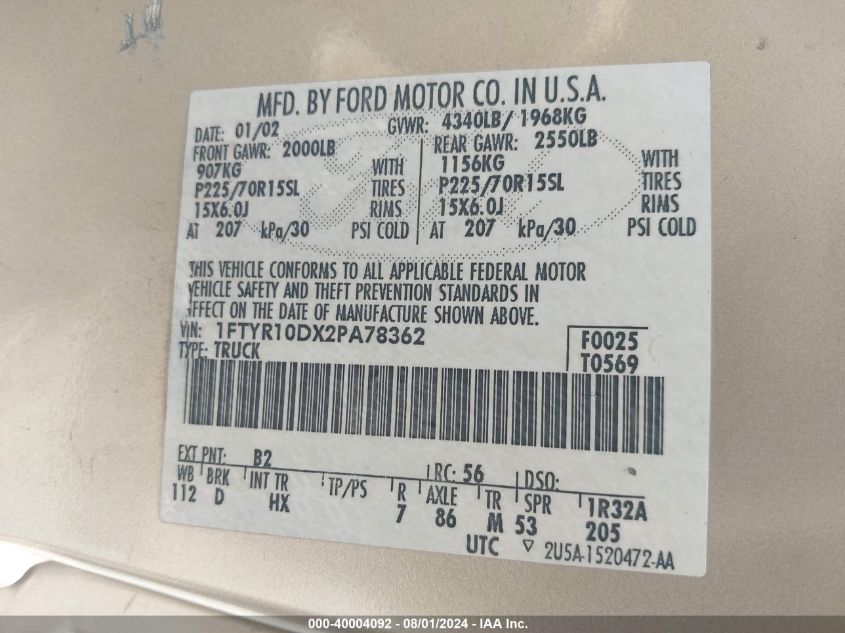 MFD. BY FORD MOTOR CO. IN U.S.A.
DATE: 01/02 GVWR: 4340LB/ 1968KG
FRONT GAWR: 2000LB REAR GAWR: 2550LB
907KG WITH 1156KG WITH
P225/70R15SL TIRES P225/70R15SL TIRES
15X6.0J RIMS 15X6.0J RIMS
AT 207 kPa/30 PSI COLD AT 207 kPa/30 PSI COLD
THIS VEHICLE CONFORMS TO ALL APPLICABLE FEDERAL MOTOR
VEHICLE SAFETY AND THEFT PREVENTION STANDARDS IN
EFFECT ON THE DATE OF MANUFACTURE SHOWN ABOVE.
VIN: 1FTYR10DX2PA78362 F0025
TYPE: TRUCK T0569
EXT PNT: B2 RC: 56 DSO:
WB BRK INT TR TP/PS R AXLE TR SPR 1R32A
112 D HX 7 86 M 53 205
UTC ▽ 2U5A-1520472-AA
000-40004092 - 08/01/2024 - IAA Inc.